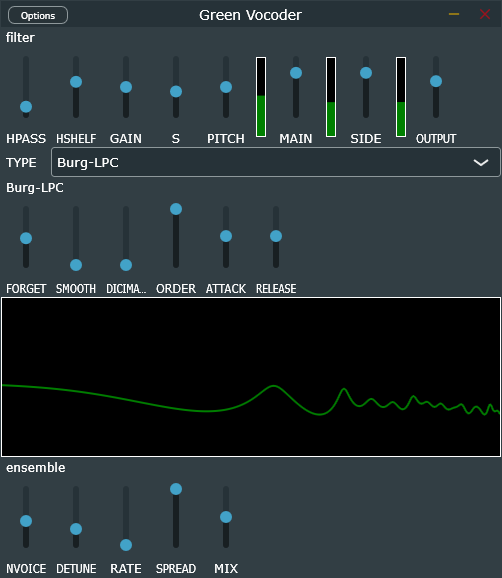 Options
Green Vocoder
filter
HPASS HSHELF GAIN S PITCH MAIN SIDE OUTPUT
TYPE Burg-LPC
Burg-LPC
FORGET SMOOTH DICIMA... ORDER ATTACK RELEASE
ensemble
NVOICE DETUNE RATE SPREAD MIX